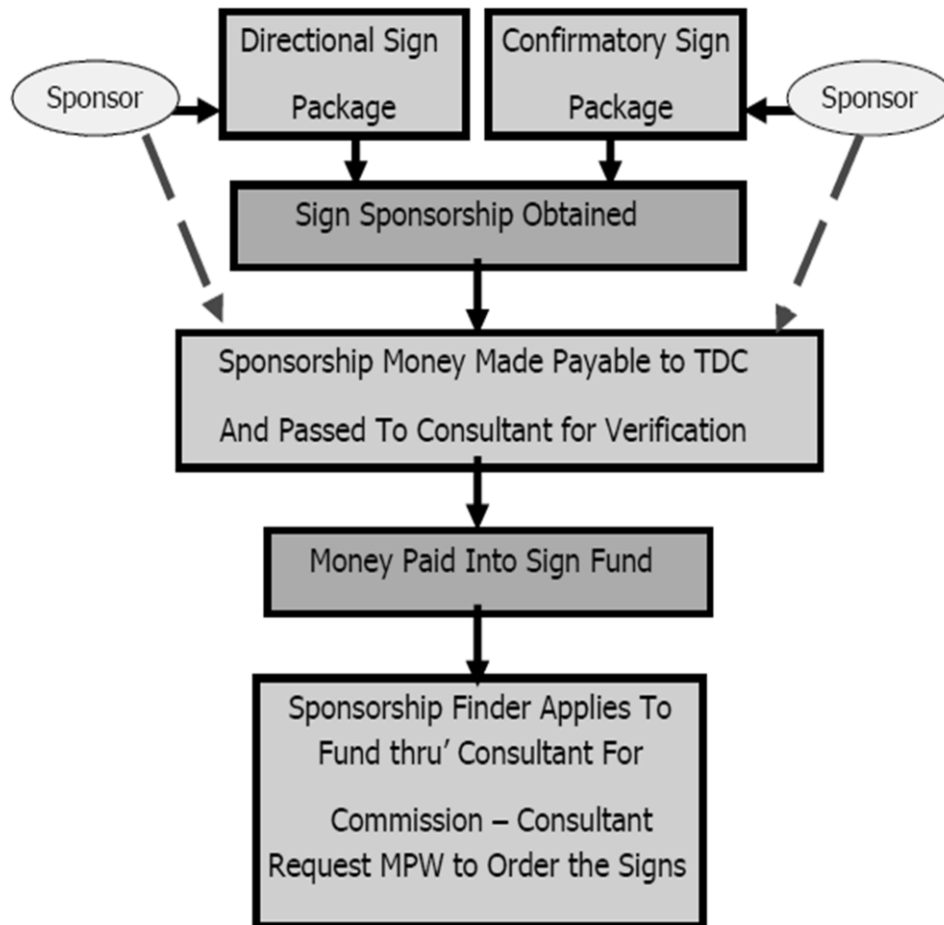 Directional Sign
Package
Confirmatory Sign
Package
Sponsor
Sponsor
Sign Sponsorship Obtained
Sponsorship Money Made Payable to TDC
And Passed To Consultant for Verification
Money Paid Into Sign Fund
Sponsorship Finder Applies To
Fund thru’ Consultant For
Commission – Consultant
Request MPW to Order the Signs